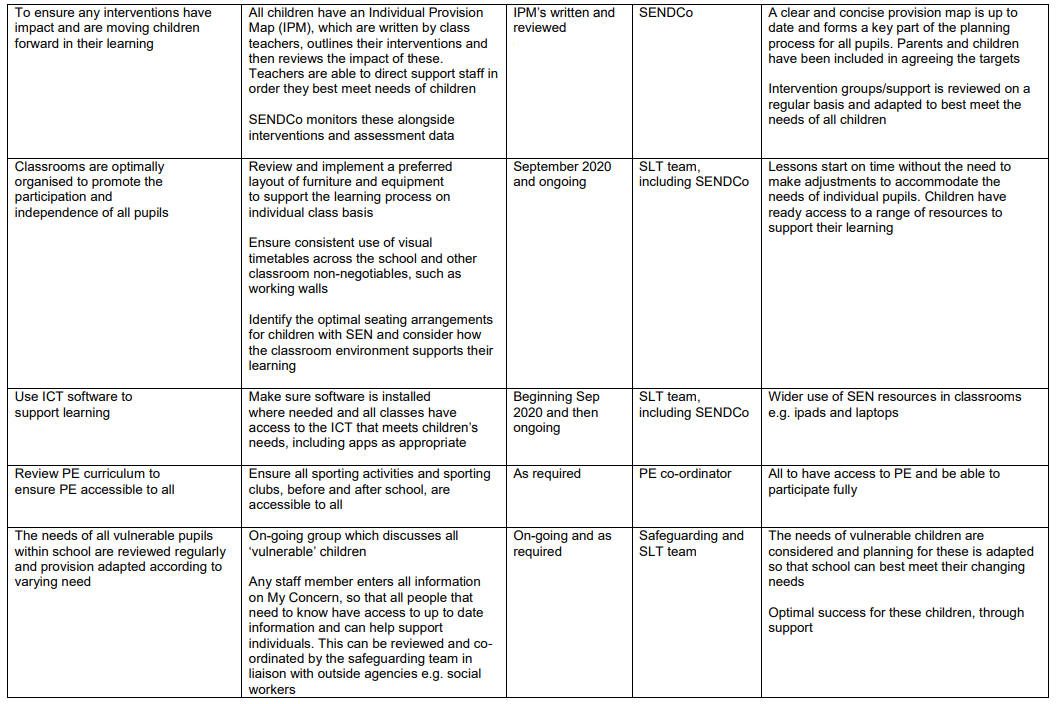 To ensure any interventions have
impact and are moving children
forward in their learning
All children have an Individual Provision
Map (IPM), which are written by class
teachers, outlines their interventions and
then reviews the impact of these.
Teachers are able to direct support staff in
order they best meet needs of children
SENDCo monitors these alongside
interventions and assessment data
IPM's written and
reviewed
SENDCo
A clear and concise provision map is up to
date and forms a key part of the planning
process for all pupils. Parents and children
have been included in agreeing the targets
Intervention groups/support is reviewed on a
regular basis and adapted to best meet the
needs of all children
Classrooms are optimally
organised to promote the
participation and
independence of all pupils
Review and implement a preferred
layout of furniture and equipment
to support the learning process on
individual class basis
Ensure consistent use of visual
timetables across the school and other
classroom non-negotiables, such as
working walls
Identify the optimal seating arrangements
for children with SEN and consider how
the classroom environment supports their
learning
September 2020
and ongoing
SLT team,
including SENDCo
Lessons start on time without the need to
make adjustments to accommodate the
needs of individual pupils. Children have
ready access to a range of resources to
support their learning
Use ICT software to
support learning
Make sure software is installed
where needed and all classes have
access to the ICT that meets children's
needs, including apps as appropriate
Beginning Sep
2020 and then
ongoing
SLT team,
including SENDCo
Wider use of SEN resources in classrooms
e.g. ipads and laptops
Review PE curriculum to
ensure PE accessible to all
Ensure all sporting activities and sporting
clubs, before and after school, are
accessible to all
As required
PE co-ordinator
All to have access to PE and be able to
participate fully
The needs of all vulnerable pupils
within school are reviewed regularly
and provision adapted according to
varying need
On-going group which discusses all
'vulnerable' children
Any staff member enters all information
on My Concern, so that all people that
need to know have access to up to date
information and can help support
individuals. This can be reviewed and co-
ordinated by the safeguarding team in
liaison with outside agencies e.g. social
workers
On-going and as
required
Safeguarding and
SLT team
The needs of vulnerable children are
considered and planning for these is adapted
so that school can best meet their changing
needs
Optimal success for these children, through
support